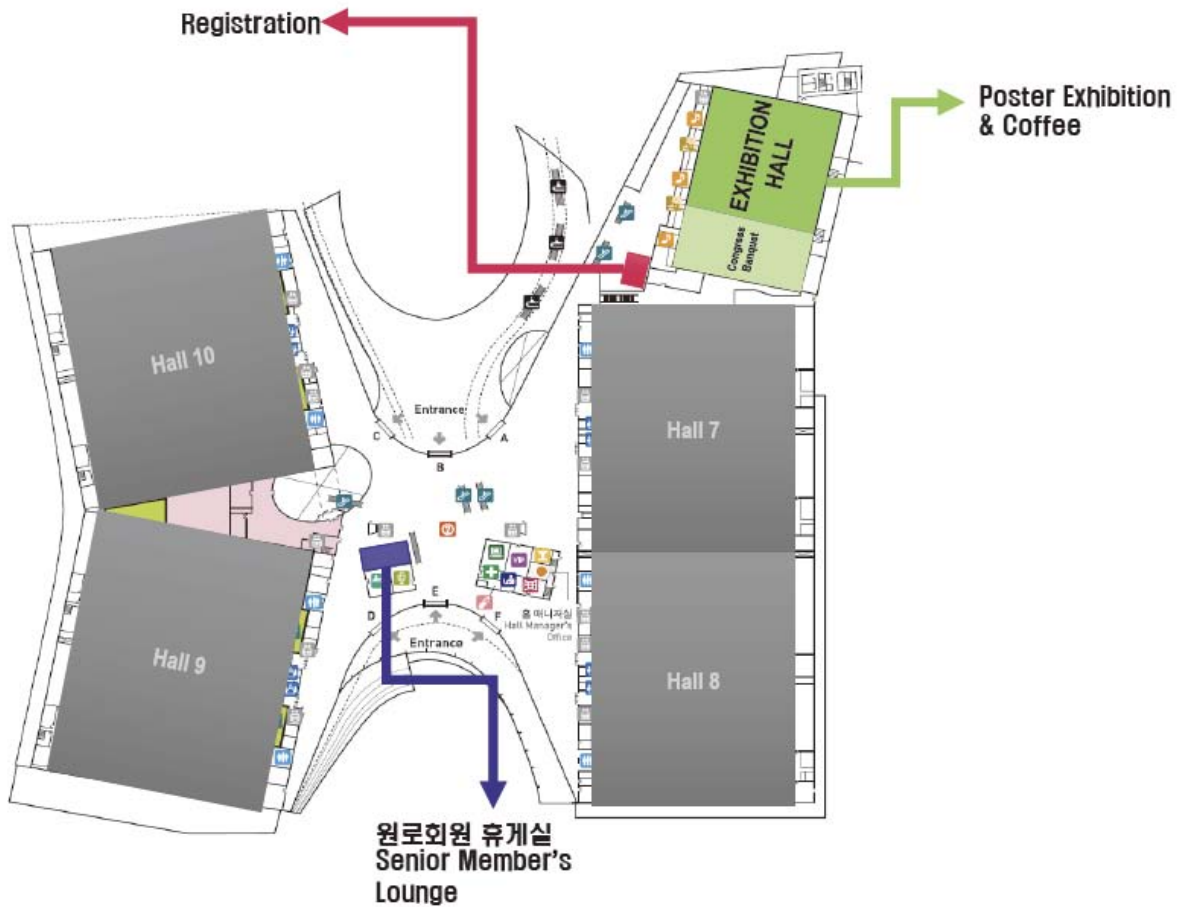 Registration
Poster Exhibition
& Coffee
EXHIBITION
HALL
Congress
Banquat
Hall 10
Entrance
C
A
B
Hall 7
E
D
F
홀 매니저실
Hall Manager's
Office
Entrance
Hall 9
Hall 8
원로회원 휴게실
Senior Member's
Lounge